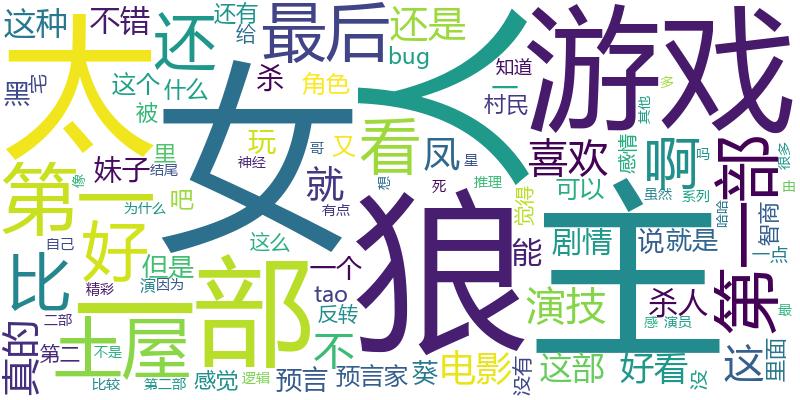 这种 不错 还有 给 最后 还是 游戏
太 还 bug 知道
黑 宅 这个 什么 杀 角色 一 村民 多 其他
被 女 人
里 玩 看 喜欢 感情 啊 第一部
第一 妹子 结尾 神经 哥 又 凤 星 吗 很多
像 吧 就 想 死 推理 觉得 可以 虽然 系列 由
为什么 有点 哈哈
好 自己 这么 狼 能 剧情 主 说 就是 智商
比 但是 部 一个 一点
精彩 演 因为 tao 演技 杀人 最
真的 二部 土屋 反转 不 感 演员
第二 不是 没有 这 里面
比较 第二部 感觉 逻辑 预言 预言家 葵 电影 这部 好看 没